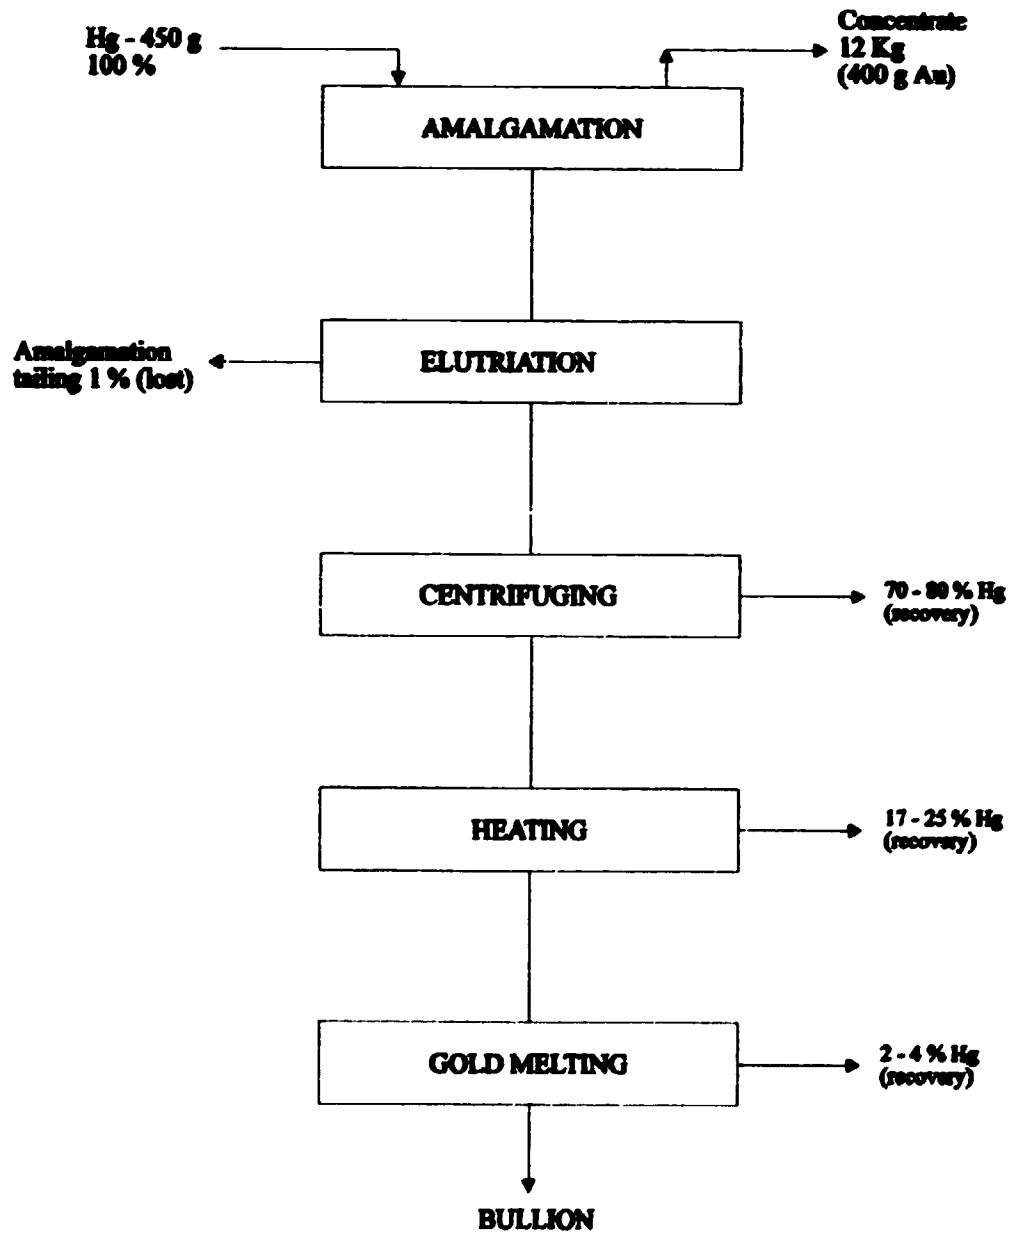 Hg - 450 g
100 %
Concentrate
12 Kg
(400 g Au)
AMALGAMATION
Amalgamation
tailing 1 % (lost)
ELUTRIATION
CENTRIFUGING
70 - 80 % Hg
(recovery)
HEATING
17 - 25 % Hg
(recovery)
GOLD MELTING
2 - 4 % Hg
(recovery)
BULLION